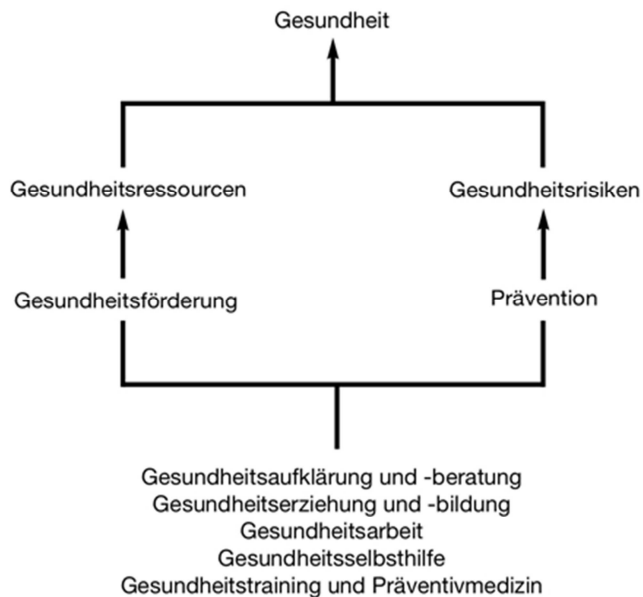 Gesundheit
Gesundheitsressourcen
Gesundheitsrisiken
Gesundheitsförderung
Prävention
Gesundheitsaufklärung und -beratung
Gesundheitserziehung und -bildung
Gesundheitsarbeit
Gesundheitsselbsthilfe
Gesundheitstraining und Präventivmedizin